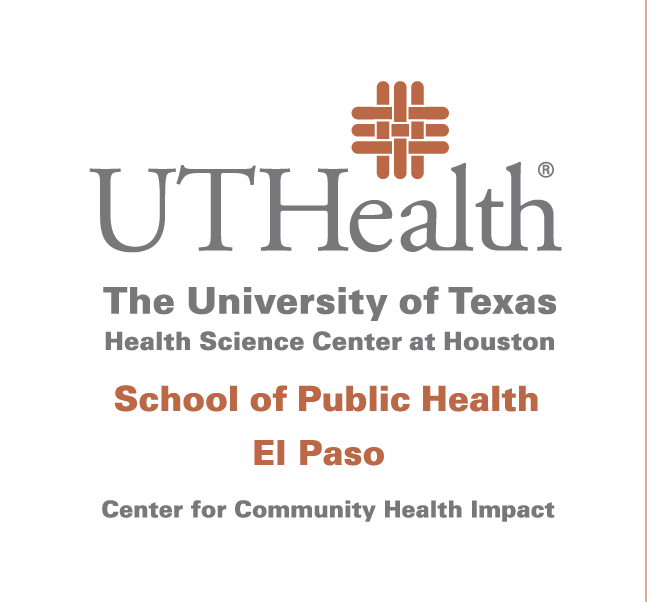 UTHealth®
The University of Texas
Health Science Center at Houston
School of Public Health
El Paso
Center for Community Health Impact